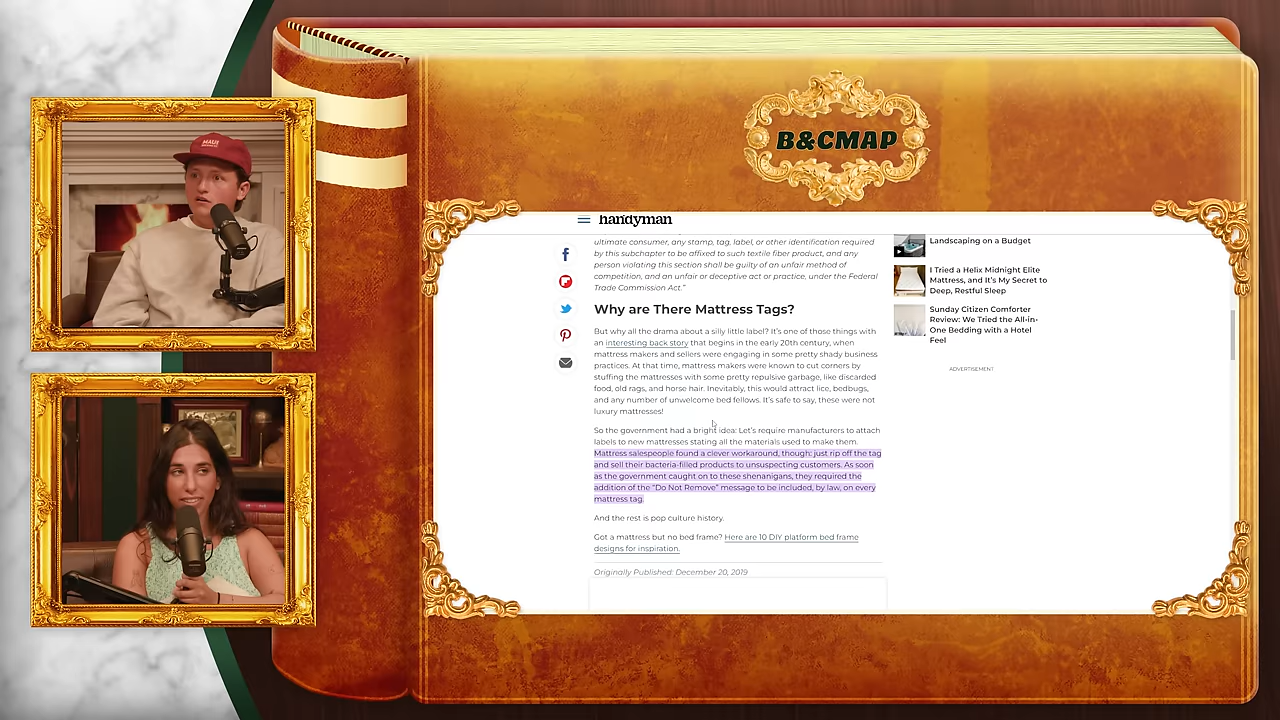 MAUI
B&CMAP
handyman
ultimate consumer, any stamp, tag, label, or other identification required
by this subchapter to be affixed to such textile fiber product, and any
person violating this section shall be guilty of an unfair method of
competition, and an unfair or deceptive act or practice, under the Federal
Trade Commission Act."
Why are There Mattress Tags?
But why all the drama about a silly little label? It's one of those things with
an interesting back story that begins in the early 20th century, when
mattress makers and sellers were engaging in some pretty shady business
practices. At that time, mattress makers were known to cut corners by
stuffing the mattresses with some pretty repulsive garbage, like discarded
food, old rags, and horse hair. Inevitably, this would attract lice, bedbugs,
and any number of unwelcome bed fellows. It's safe to say, these were not
luxury mattresses!
So the government had a bright idea: Let's require manufacturers to attach
labels to new mattresses stating all the materials used to make them.
Mattress salespeople found a clever workaround, though: just rip off the tag
and sell their bacteria-filled products to unsuspecting customers. As soon
as the government caught on to these shenanigans, they required the
addition of the "Do Not Remove" message to be included, by law, on every
mattress tag.
And the rest is pop culture history.
Got a mattress but no bed frame? Here are 10 DIY platform bed frame
designs for inspiration.
Originally Published: December 20, 2019
Landscaping on a Budget
I Tried a Helix Midnight Elite
Mattress, and It's My Secret to
Deep, Restful Sleep
Sunday Citizen Comforter
Review: We Tried the All-in-
One Bedding with a Hotel
Feel
ADVERTISEMENT